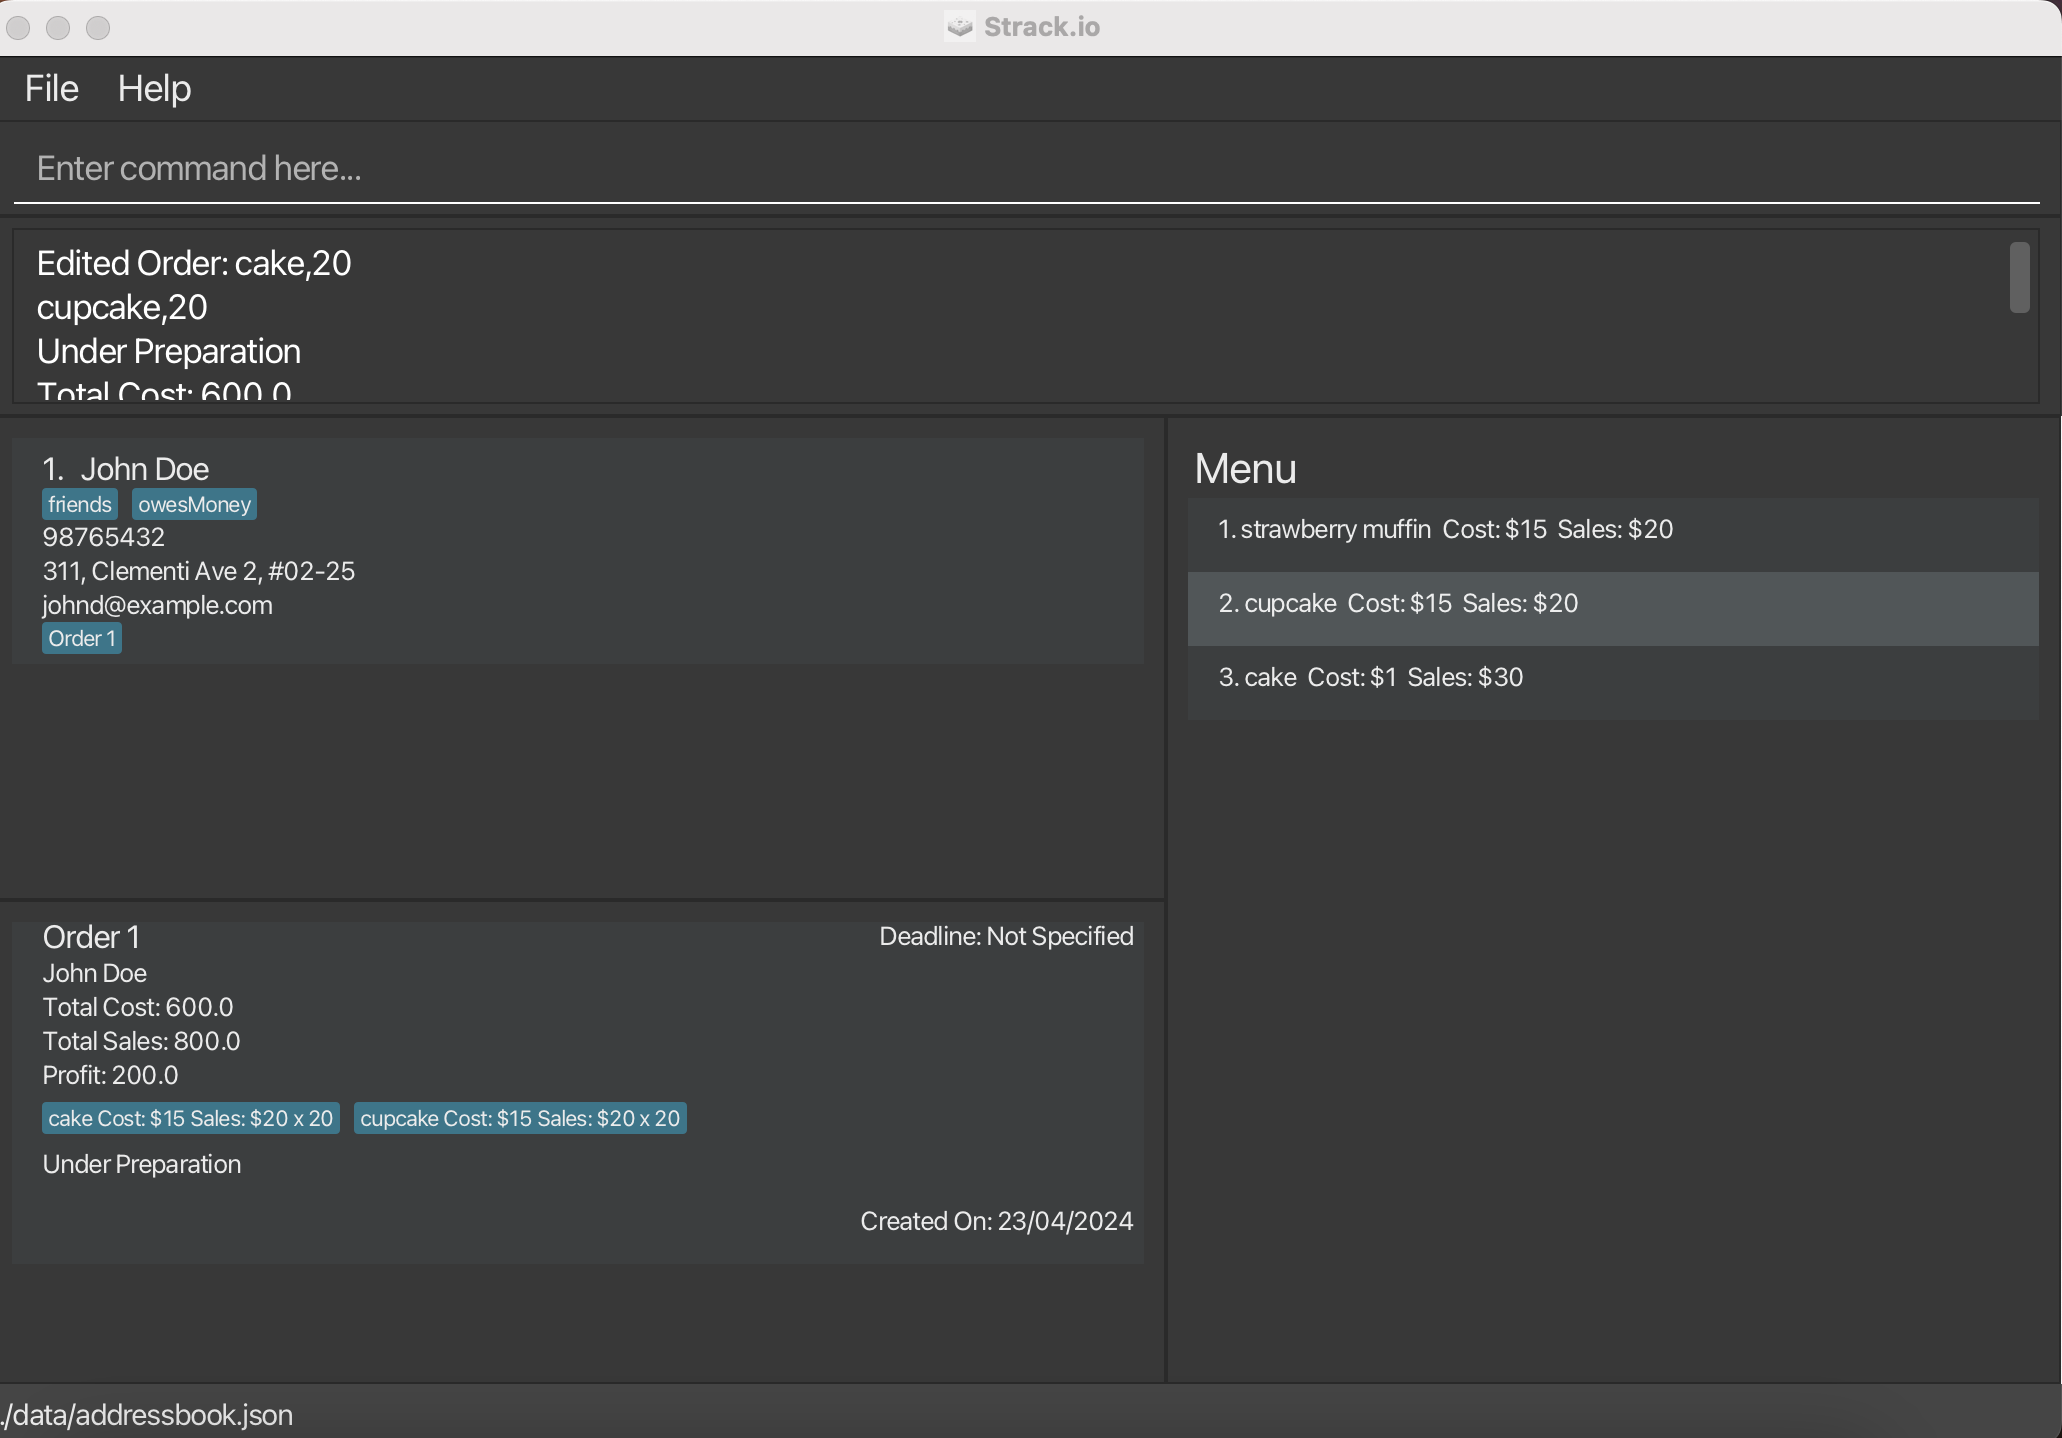 Strack.io
File Help
Enter command here...
Edited Order: cake,20
cupcake,20
Under Preparation
Total Cost: 600.0
1. John Doe
friends owesMoney
98765432
311, Clementi Ave 2, #02-25
johnd@example.com
Order 1
Menu
1. strawberry muffin Cost: $15 Sales: $20
2. cupcake Cost: $15 Sales: $20
3. cake Cost: $1 Sales: $30
Order 1 Deadline: Not Specified
John Doe
Total Cost: 600.0
Total Sales: 800.0
Profit: 200.0
cake Cost: $15 Sales: $20 x 20 cupcake Cost: $15 Sales: $20 x 20
Under Preparation
Created On: 23/04/2024
./data/addressbook.json